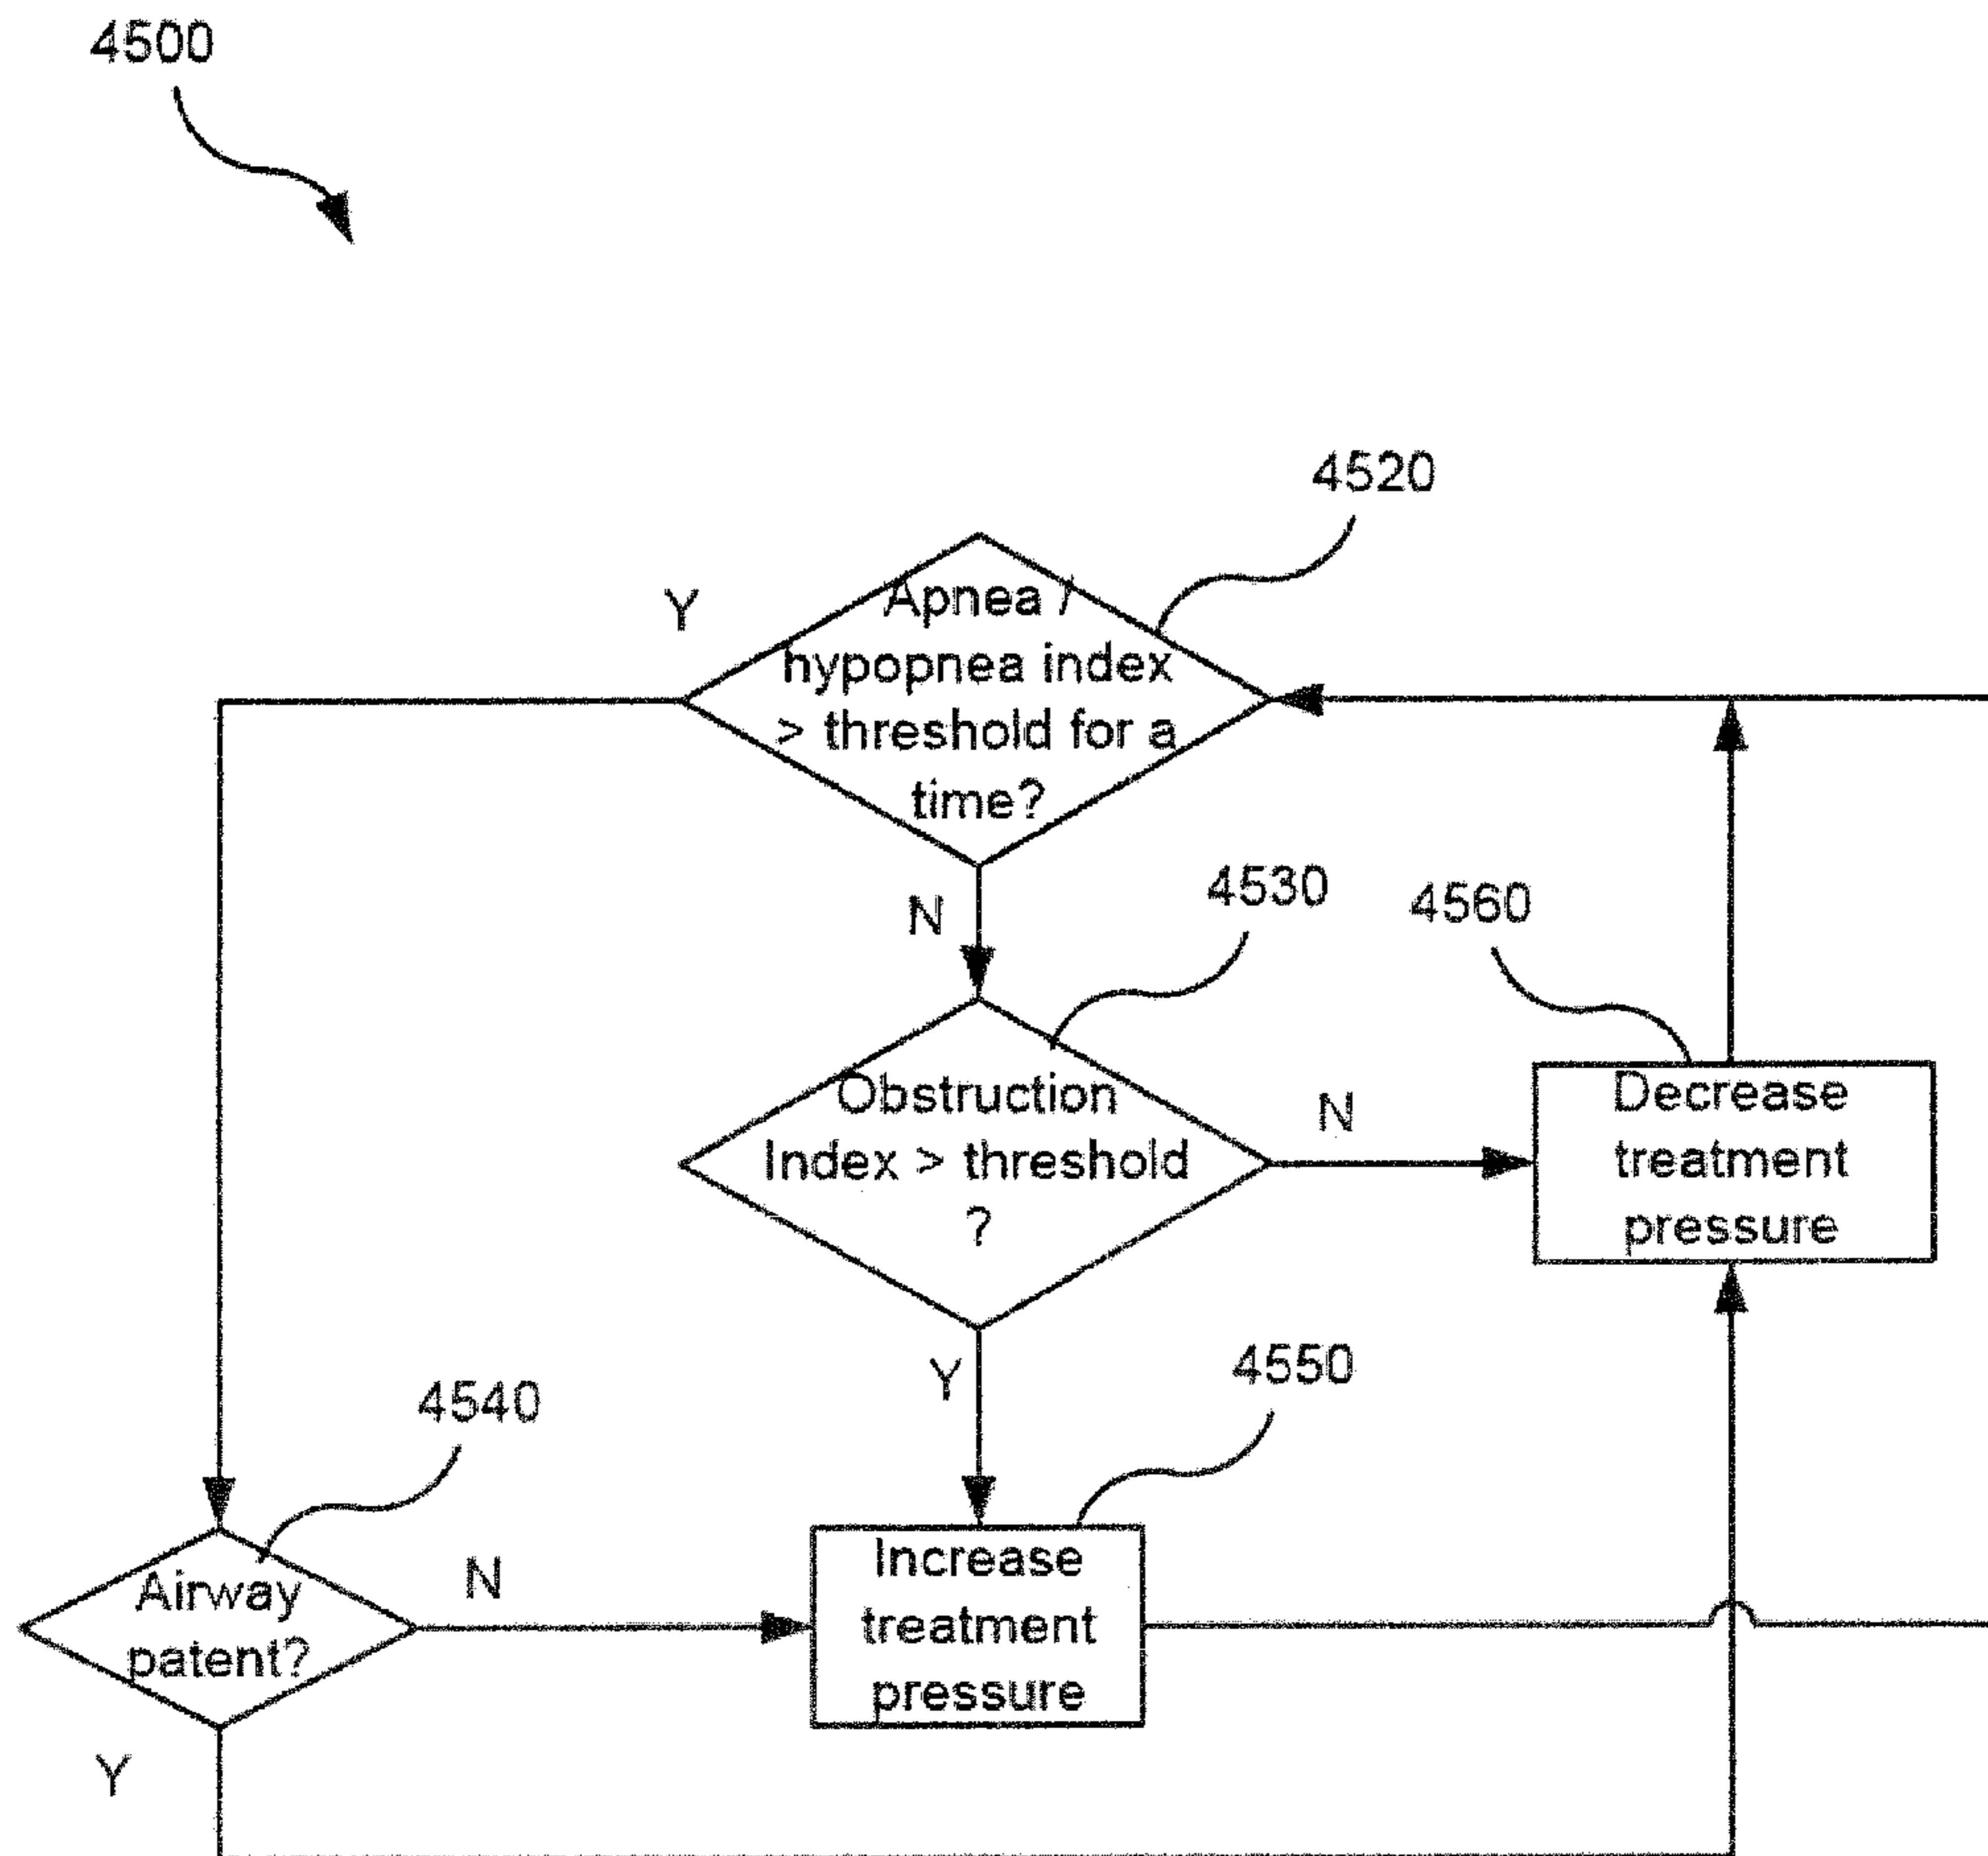 4500
4520
Y
Apnea /
hypopnea index
> threshold for a
time?
N
4530
4560
Obstruction
Index > threshold
?
N
Decrease
treatment
pressure
Y
4550
4540
Airway
patent?
N
Increase
treatment
pressure
Y